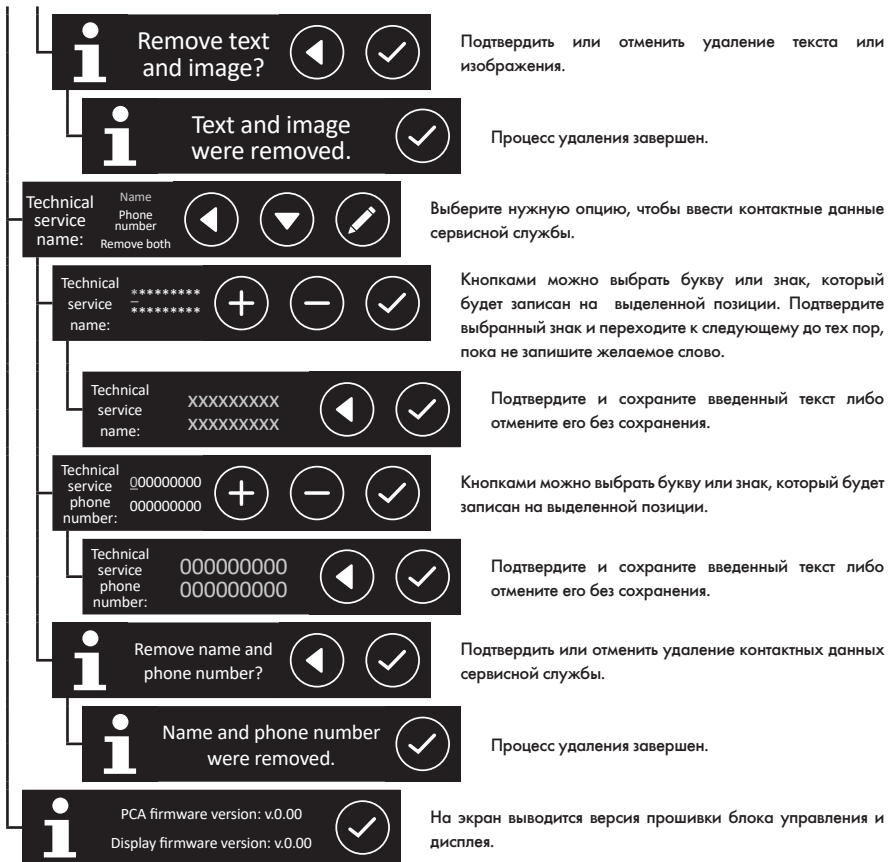 Remove text
and image?
Подтвердить или отменить удаление текста или
изображения.
Text and image
were removed.
Процесс удаления завершен.
Technical
service
name:
Name
Phone
number
Remove both
Выберите нужную опцию, чтобы ввести контактные данные
сервисной службы.
Technical
service
name:
*********
*********
Кнопками можно выбрать букву или знак, который
будет записан на выделенной позиции. Подтвердите
выбранный знак и переходите к следующему до тех пор,
пока не запишите желаемое слово.
Technical
service
name:
XXXXXXXXX
XXXXXXXXX
Подтвердите и сохраните введенный текст либо
отмените его без сохранения.
Technical
service
phone
number:
000000000
000000000
Кнопками можно выбрать букву или знак, который будет
записан на выделенной позиции.
Technical
service
phone
number:
000000000
000000000
Подтвердите и сохраните введенный текст либо
отмените его без сохранения.
Remove name and
phone number?
Подтвердить или отменить удаление контактных данных
сервисной службы.
Name and phone number
were removed.
Процесс удаления завершен.
PCA firmware version: v.0.00
Display firmware version: v.0.00
На экран выводится версия прошивки блока управления и
дисплея.